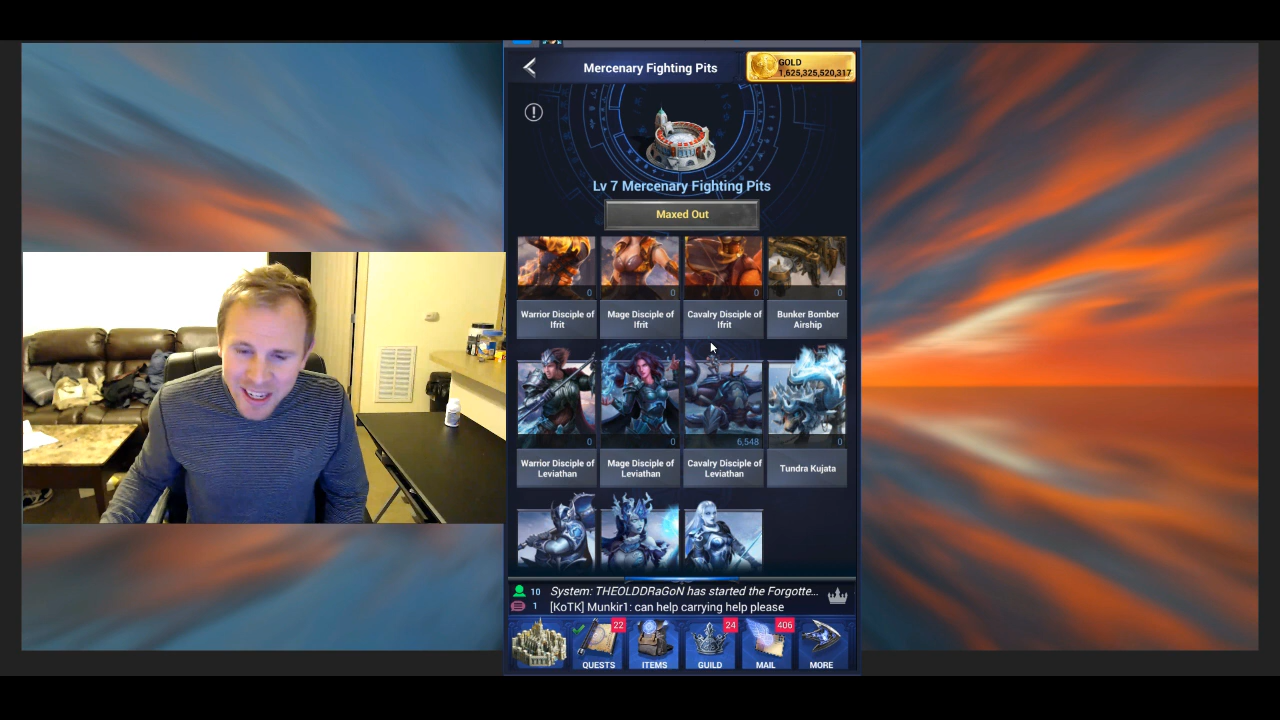 Mercenary Fighting Pits
GOLD
1,625,325,520,317
Lv 7 Mercenary Fighting Pits
Maxed Out
0
0
0
0
Warrior Disciple of
Ifrit
Mage Disciple of
Ifrit
Cavalry Disciple of
Ifrit
Bunker Bomber
Airship
0
0
6,548
0
Warrior Disciple of
Leviathan
Mage Disciple of
Leviathan
Cavalry Disciple of
Leviathan
Tundra Kujata
10
System: THEOLDDRaGoN has started the Forgotte...
1
[KoTK] Munkir1: can help carrying help please
22
24
406
QUESTS
ITEMS
GUILD
MAIL
MORE